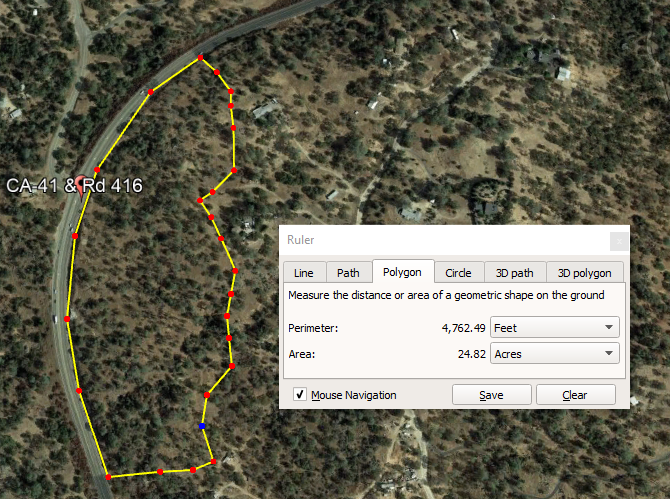 CA-41 & Rd 416
Ruler
Line Path Polygon Circle 3D path 3D polygon
Measure the distance or area of a geometric shape on the ground
Perimeter: 4,762.49 Feet
Area: 24.82 Acres
Mouse Navigation Save Clear